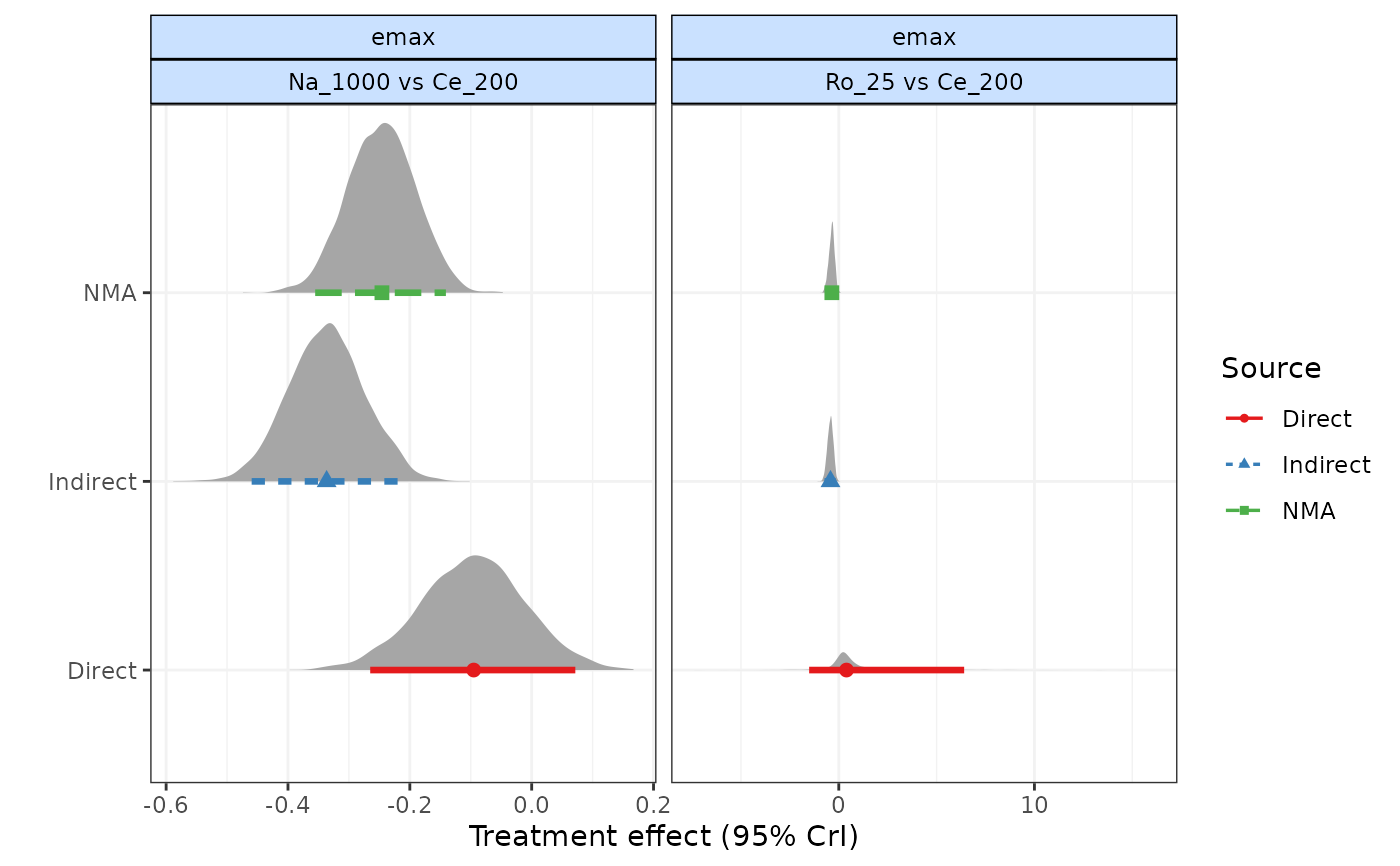 emax
emax
Na_1000 vs Ce_200
Ro_25 vs Ce_200
NMA
Indirect
Direct
-0.6
-0.4
-0.2
0.0
0.2
0
10
Treatment effect (95% CrI)
Source
Direct
Indirect
NMA